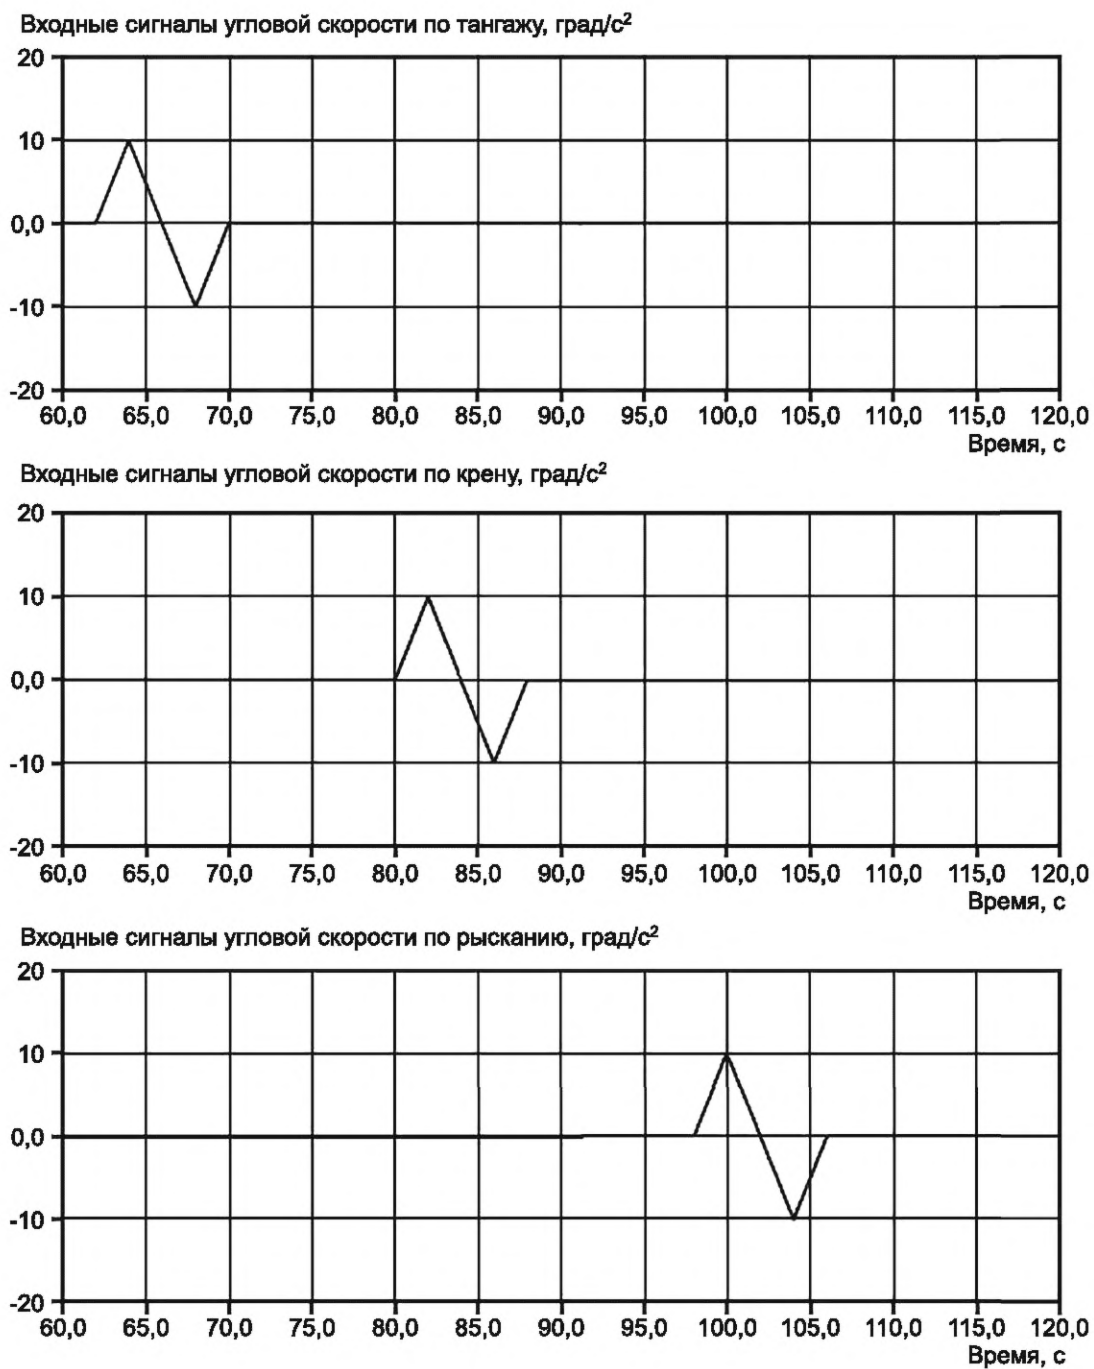 Входные сигналы угловой скорости по тангажу, град/с²
20
10
0,0
-10
-20
60,0 65,0 70,0 75,0 80,0 85,0 90,0 95,0 100,0 105,0 110,0 115,0 120,0
Время, с
Входные сигналы угловой скорости по крену, град/с²
20
10
0,0
-10
-20
60,0 65,0 70,0 75,0 80,0 85,0 90,0 95,0 100,0 105,0 110,0 115,0 120,0
Время, с
Входные сигналы угловой скорости по рысканию, град/с²
20
10
0,0
-10
-20
60,0 65,0 70,0 75,0 80,0 85,0 90,0 95,0 100,0 105,0 110,0 115,0 120,0
Время, с